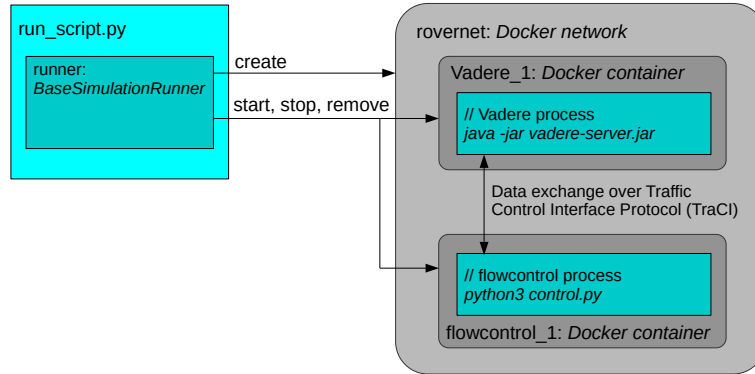 run_script.py
runner:
BaseSimulationRunner
create
start, stop, remove
rovernet: Docker network
Vadere_1: Docker container
// Vadere process
java -jar vadere-server.jar
Data exchange over Traffic
Control Interface Protocol (TraCI)
// flowcontrol process
python3 control.py
flowcontrol_1: Docker container